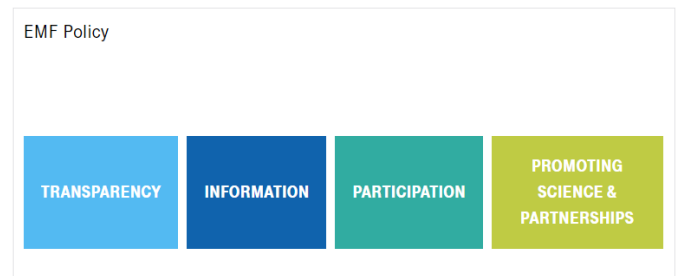 EMF Policy
TRANSPARENCY
INFORMATION
PARTICIPATION
PROMOTING
SCIENCE &
PARTNERSHIPS